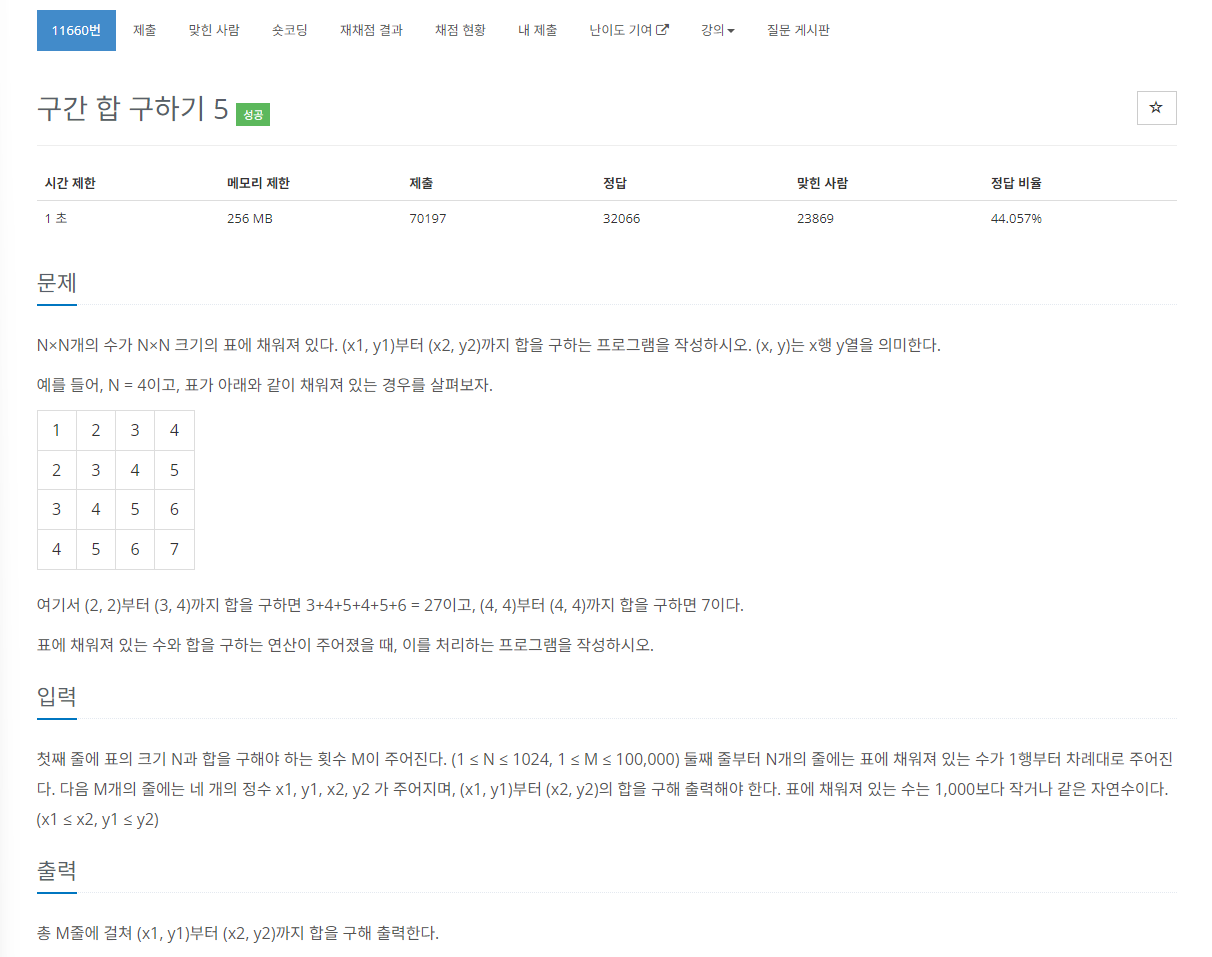 11660번 제출 맞힌 사람 숏코딩 재채점 결과 채점 현황 내 제출 난이도 기여 강의 질문 게시판
구간 합 구하기 5 성공
시간 제한 메모리 제한 제출 정답 맞힌 사람 정답 비율
1 초 256 MB 70197 32066 23869 44.057%
문제
N×N개의 수가 N×N 크기의 표에 채워져 있다. (x1, y1)부터 (x2, y2)까지 합을 구하는 프로그램을 작성하시오. (x, y)는 x행 y열을 의미한다.
예를 들어, N = 4이고, 표가 아래와 같이 채워져 있는 경우를 살펴보자.
1 2 3 4
2 3 4 5
3 4 5 6
4 5 6 7
여기서 (2, 2)부터 (3, 4)까지 합을 구하면 3+4+5+4+5+6 = 27이고, (4, 4)부터 (4, 4)까지 합을 구하면 7이다.
표에 채워져 있는 수와 합을 구하는 연산이 주어졌을 때, 이를 처리하는 프로그램을 작성하시오.
입력
첫째 줄에 표의 크기 N과 합을 구해야 하는 횟수 M이 주어진다. (1 ≤ N ≤ 1024, 1 ≤ M ≤ 100,000) 둘째 줄부터 N개의 줄에는 표에 채워져 있는 수가 1행부터 차례대로 주어진
다. 다음 M개의 줄에는 네 개의 정수 x1, y1, x2, y2 가 주어지며, (x1, y1)부터 (x2, y2)의 합을 구해 출력해야 한다. 표에 채워져 있는 수는 1,000보다 작거나 같은 자연수이다.
(x1 ≤ x2, y1 ≤ y2)
출력
총 M줄에 걸쳐 (x1, y1)부터 (x2, y2)까지 합을 구해 출력한다.